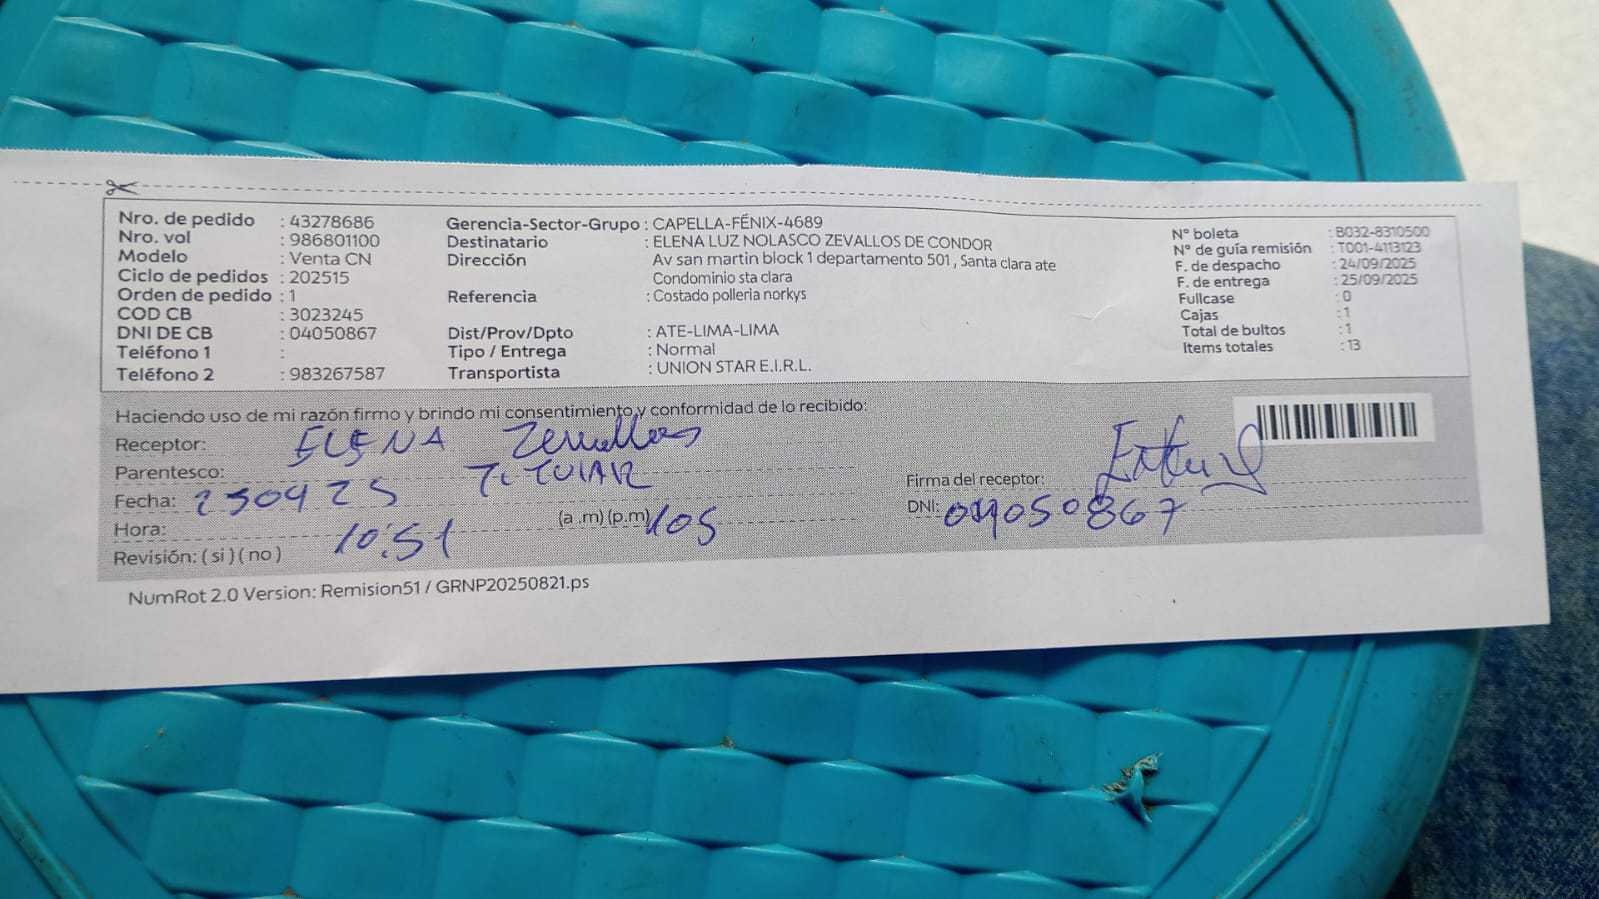 Nro. de pedido : 43278686
Nro. vol : 986801100
Modelo : Venta CN
Ciclo de pedidos : 202515
Orden de pedido : 1
COD CB : 3023245
DNI DE CB : 04050867
Teléfono 1 :
Teléfono 2 : 983267587
Gerencia-Sector-Grupo : CAPELLA-FÉNIX-4689
Destinatario : ELENA LUZ NOLASCO ZEVALLOS DE CONDOR
Dirección : Av san martin block 1 departamento 501 , Santa clara ate
Condominio sta clara
Referencia : Costado polleria norkys
Dist/Prov/Dpto : ATE-LIMA-LIMA
Tipo / Entrega : Normal
Transportista : UNION STAR E.I.R.L.
N° boleta : B032-8310500
N° de guía remisión : T001-4113123
F. de despacho : 24/09/2025
F. de entrega : 25/09/2025
Fullcase : 0
Cajas : 1
Total de bultos : 1
Items totales : 13
Haciendo uso de mi razón firmo y brindo mi consentimiento y conformidad de lo recibido:
Receptor: ELENA Zevallos
Parentesco: TITULAR
Fecha: 250925
Hora: 10:51 (a .m) (p.m) 105
Revisión: ( si ) ( no )
Firma del receptor:
DNI: 04050867
NumRot 2.0 Version: Remision51 / GRNP20250821.ps